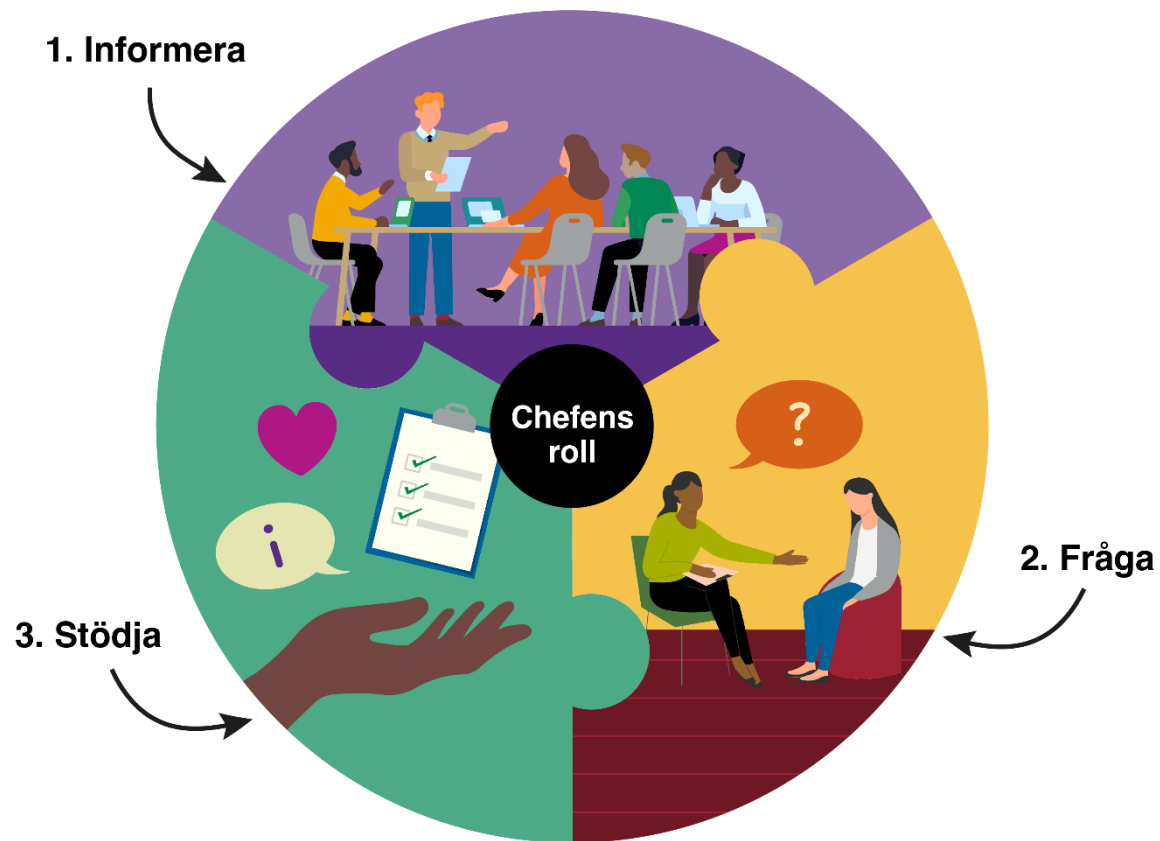 1. Informera
Chefens
roll
?
2. Fråga
i
3. Stödja